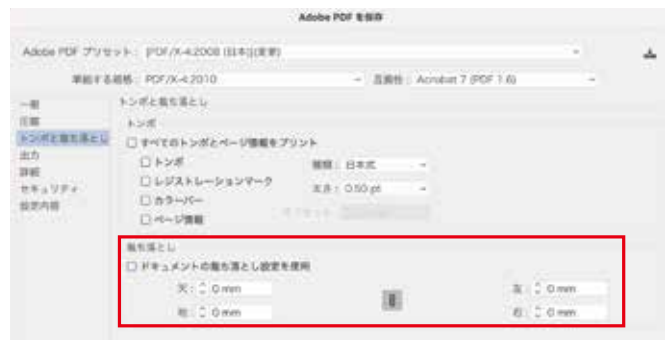 Adobe PDF を保存
Adobe PDF プリセット: [PDF/X-4:2008 (日本)](変更)
準拠する規格: PDF/X-4:2010 互換性: Acrobat 7 (PDF 1.6)
一般
圧縮
トンボと裁ち落とし
出力
詳細
セキュリティ
設定内容
トンボと裁ち落とし
トンボ
すべてのトンボとページ情報をプリント
トンボ 種類: 日本式
レジストレーションマーク 太さ: 0.50 pt
カラーバー
ページ情報
裁ち落とし
ドキュメントの裁ち落とし設定を使用
天: 0 mm 左: 0 mm
地: 0 mm 右: 0 mm